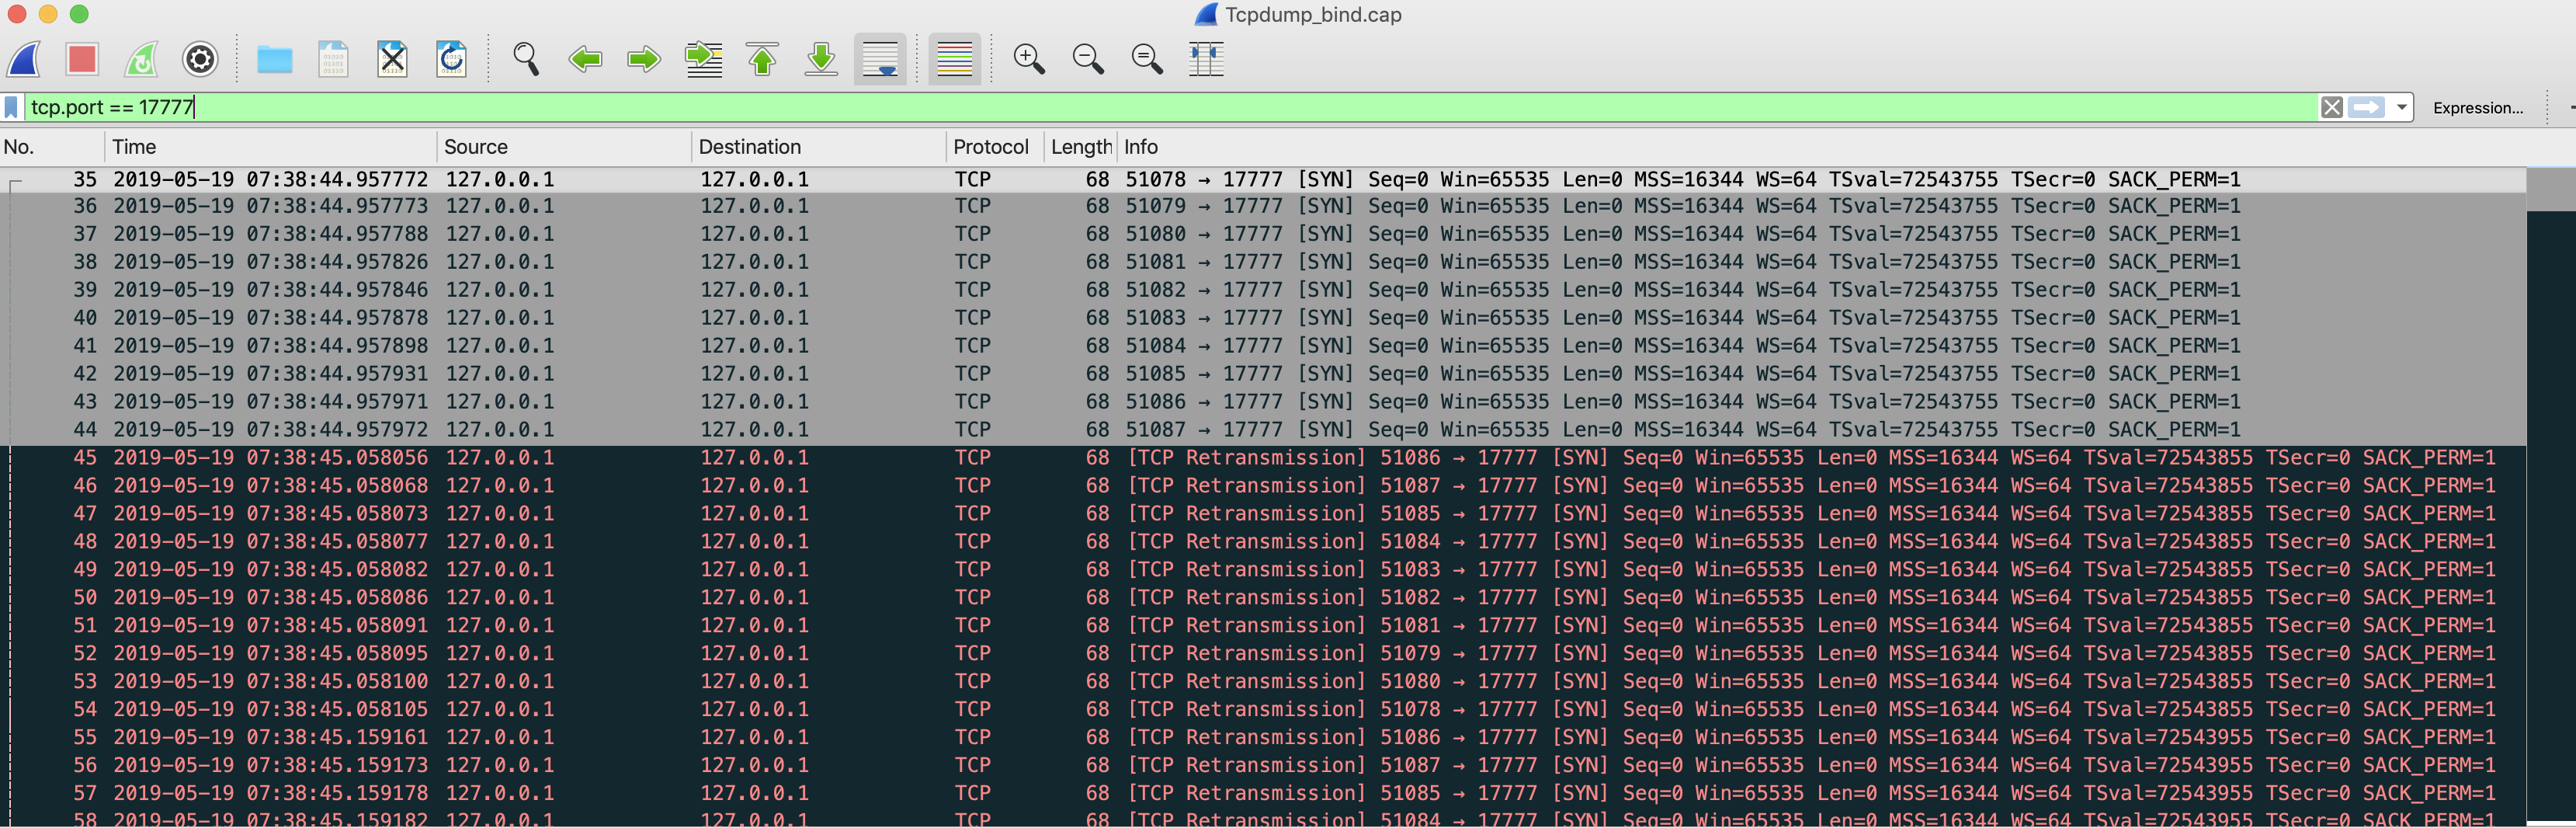 Tcpdump_bind.cap
tcp.port == 17777
Expression...
No. Time Source Destination Protocol Length Info
35 2019-05-19 07:38:44.957772 127.0.0.1 127.0.0.1 TCP 68 51078 → 17777 [SYN] Seq=0 Win=65535 Len=0 MSS=16344 WS=64 TSval=72543755 TSecr=0 SACK_PERM=1
36 2019-05-19 07:38:44.957773 127.0.0.1 127.0.0.1 TCP 68 51079 → 17777 [SYN] Seq=0 Win=65535 Len=0 MSS=16344 WS=64 TSval=72543755 TSecr=0 SACK_PERM=1
37 2019-05-19 07:38:44.957788 127.0.0.1 127.0.0.1 TCP 68 51080 → 17777 [SYN] Seq=0 Win=65535 Len=0 MSS=16344 WS=64 TSval=72543755 TSecr=0 SACK_PERM=1
38 2019-05-19 07:38:44.957826 127.0.0.1 127.0.0.1 TCP 68 51081 → 17777 [SYN] Seq=0 Win=65535 Len=0 MSS=16344 WS=64 TSval=72543755 TSecr=0 SACK_PERM=1
39 2019-05-19 07:38:44.957846 127.0.0.1 127.0.0.1 TCP 68 51082 → 17777 [SYN] Seq=0 Win=65535 Len=0 MSS=16344 WS=64 TSval=72543755 TSecr=0 SACK_PERM=1
40 2019-05-19 07:38:44.957878 127.0.0.1 127.0.0.1 TCP 68 51083 → 17777 [SYN] Seq=0 Win=65535 Len=0 MSS=16344 WS=64 TSval=72543755 TSecr=0 SACK_PERM=1
41 2019-05-19 07:38:44.957898 127.0.0.1 127.0.0.1 TCP 68 51084 → 17777 [SYN] Seq=0 Win=65535 Len=0 MSS=16344 WS=64 TSval=72543755 TSecr=0 SACK_PERM=1
42 2019-05-19 07:38:44.957931 127.0.0.1 127.0.0.1 TCP 68 51085 → 17777 [SYN] Seq=0 Win=65535 Len=0 MSS=16344 WS=64 TSval=72543755 TSecr=0 SACK_PERM=1
43 2019-05-19 07:38:44.957971 127.0.0.1 127.0.0.1 TCP 68 51086 → 17777 [SYN] Seq=0 Win=65535 Len=0 MSS=16344 WS=64 TSval=72543755 TSecr=0 SACK_PERM=1
44 2019-05-19 07:38:44.957972 127.0.0.1 127.0.0.1 TCP 68 51087 → 17777 [SYN] Seq=0 Win=65535 Len=0 MSS=16344 WS=64 TSval=72543755 TSecr=0 SACK_PERM=1
45 2019-05-19 07:38:45.058056 127.0.0.1 127.0.0.1 TCP 68 [TCP Retransmission] 51086 → 17777 [SYN] Seq=0 Win=65535 Len=0 MSS=16344 WS=64 TSval=72543855 TSecr=0 SACK_PERM=1
46 2019-05-19 07:38:45.058068 127.0.0.1 127.0.0.1 TCP 68 [TCP Retransmission] 51087 → 17777 [SYN] Seq=0 Win=65535 Len=0 MSS=16344 WS=64 TSval=72543855 TSecr=0 SACK_PERM=1
47 2019-05-19 07:38:45.058073 127.0.0.1 127.0.0.1 TCP 68 [TCP Retransmission] 51085 → 17777 [SYN] Seq=0 Win=65535 Len=0 MSS=16344 WS=64 TSval=72543855 TSecr=0 SACK_PERM=1
48 2019-05-19 07:38:45.058077 127.0.0.1 127.0.0.1 TCP 68 [TCP Retransmission] 51084 → 17777 [SYN] Seq=0 Win=65535 Len=0 MSS=16344 WS=64 TSval=72543855 TSecr=0 SACK_PERM=1
49 2019-05-19 07:38:45.058082 127.0.0.1 127.0.0.1 TCP 68 [TCP Retransmission] 51083 → 17777 [SYN] Seq=0 Win=65535 Len=0 MSS=16344 WS=64 TSval=72543855 TSecr=0 SACK_PERM=1
50 2019-05-19 07:38:45.058086 127.0.0.1 127.0.0.1 TCP 68 [TCP Retransmission] 51082 → 17777 [SYN] Seq=0 Win=65535 Len=0 MSS=16344 WS=64 TSval=72543855 TSecr=0 SACK_PERM=1
51 2019-05-19 07:38:45.058091 127.0.0.1 127.0.0.1 TCP 68 [TCP Retransmission] 51081 → 17777 [SYN] Seq=0 Win=65535 Len=0 MSS=16344 WS=64 TSval=72543855 TSecr=0 SACK_PERM=1
52 2019-05-19 07:38:45.058095 127.0.0.1 127.0.0.1 TCP 68 [TCP Retransmission] 51079 → 17777 [SYN] Seq=0 Win=65535 Len=0 MSS=16344 WS=64 TSval=72543855 TSecr=0 SACK_PERM=1
53 2019-05-19 07:38:45.058100 127.0.0.1 127.0.0.1 TCP 68 [TCP Retransmission] 51080 → 17777 [SYN] Seq=0 Win=65535 Len=0 MSS=16344 WS=64 TSval=72543855 TSecr=0 SACK_PERM=1
54 2019-05-19 07:38:45.058105 127.0.0.1 127.0.0.1 TCP 68 [TCP Retransmission] 51078 → 17777 [SYN] Seq=0 Win=65535 Len=0 MSS=16344 WS=64 TSval=72543855 TSecr=0 SACK_PERM=1
55 2019-05-19 07:38:45.159161 127.0.0.1 127.0.0.1 TCP 68 [TCP Retransmission] 51086 → 17777 [SYN] Seq=0 Win=65535 Len=0 MSS=16344 WS=64 TSval=72543955 TSecr=0 SACK_PERM=1
56 2019-05-19 07:38:45.159173 127.0.0.1 127.0.0.1 TCP 68 [TCP Retransmission] 51087 → 17777 [SYN] Seq=0 Win=65535 Len=0 MSS=16344 WS=64 TSval=72543955 TSecr=0 SACK_PERM=1
57 2019-05-19 07:38:45.159178 127.0.0.1 127.0.0.1 TCP 68 [TCP Retransmission] 51085 → 17777 [SYN] Seq=0 Win=65535 Len=0 MSS=16344 WS=64 TSval=72543955 TSecr=0 SACK_PERM=1
58 2019-05-19 07:38:45.159182 127.0.0.1 127.0.0.1 TCP 68 [TCP Retransmission] 51084 → 17777 [SYN] Seq=0 Win=65535 Len=0 MSS=16344 WS=64 TSval=72543955 TSecr=0 SACK_PERM=1